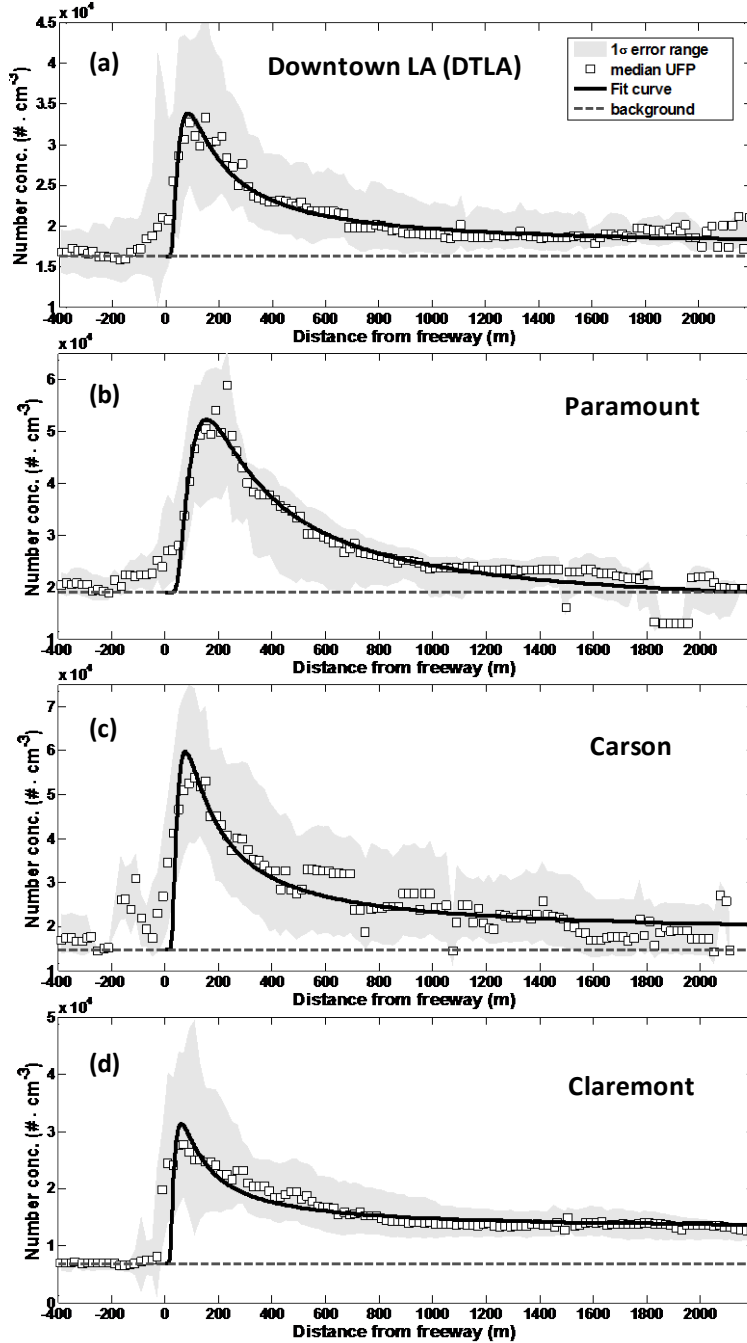 x 10⁴
4.5
4
3.5
3
2.5
2
1.5
1
Number conc. (# · cm⁻³)
(a)
Downtown LA (DTLA)
1σ error range
median UFP
Fit curve
background
-400 -200 0 200 400 600 800 1000 1200 1400 1600 1800 2000
Distance from freeway (m)
x 10⁴
6
5
4
3
2
1
Number conc. (# · cm⁻³)
(b)
Paramount
-400 -200 0 200 400 600 800 1000 1200 1400 1600 1800 2000
Distance from freeway (m)
x 10⁴
7
6
5
4
3
2
1
Number conc. (# · cm⁻³)
(c)
Carson
-400 -200 0 200 400 600 800 1000 1200 1400 1600 1800 2000
Distance from freeway (m)
x 10⁴
5
4
3
2
1
0
Number conc. (# · cm⁻³)
(d)
Claremont
-400 -200 0 200 400 600 800 1000 1200 1400 1600 1800 2000
Distance from freeway (m)